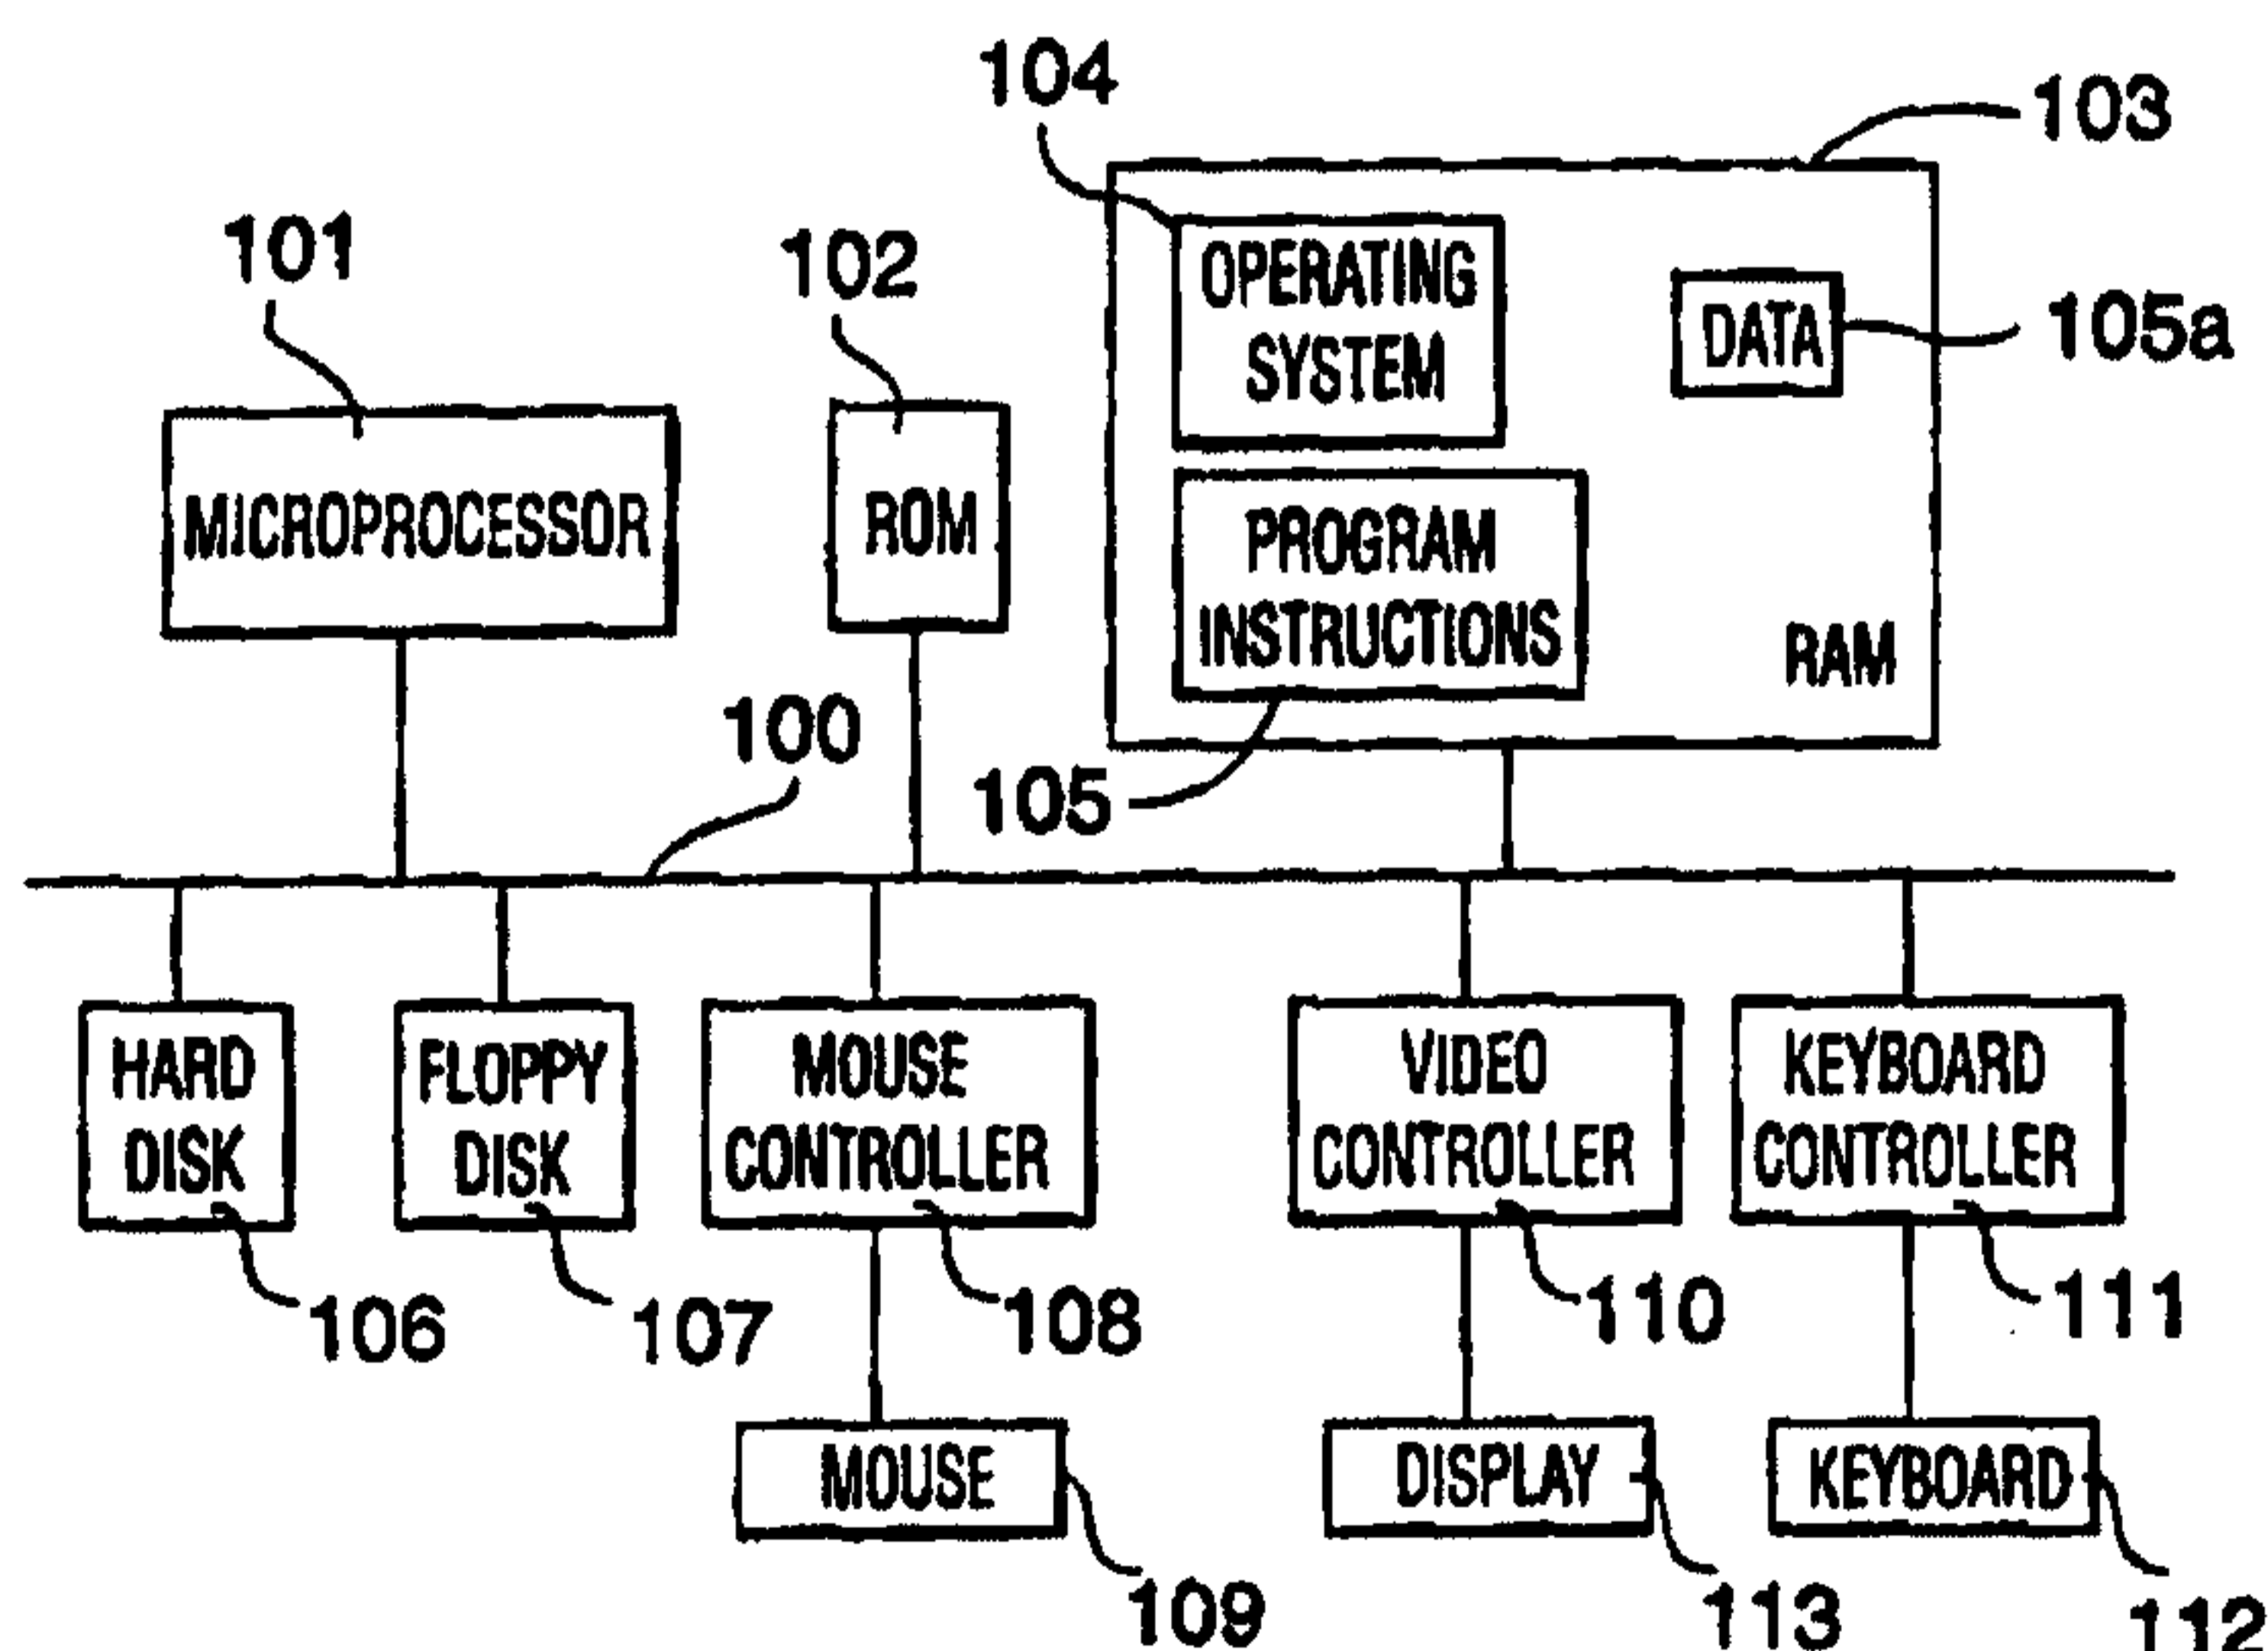 104
103
101
102
OPERATING
SYSTEM
DATA
105a
MICROPROCESSOR
ROM
PROGRAM
INSTRUCTIONS
RAM
100
105
HARD
DISK
FLOPPY
DISK
MOUSE
CONTROLLER
VIDEO
CONTROLLER
KEYBOARD
CONTROLLER
106
107
108
110
111
MOUSE
DISPLAY
KEYBOARD
109
113
112